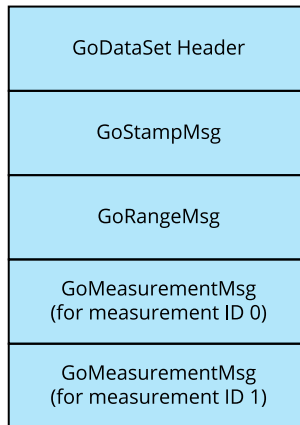 GoDataSet Header
GoStampMsg
GoRangeMsg
GoMeasurementMsg
(for measurement ID 0)
GoMeasurementMsg
(for measurement ID 1)